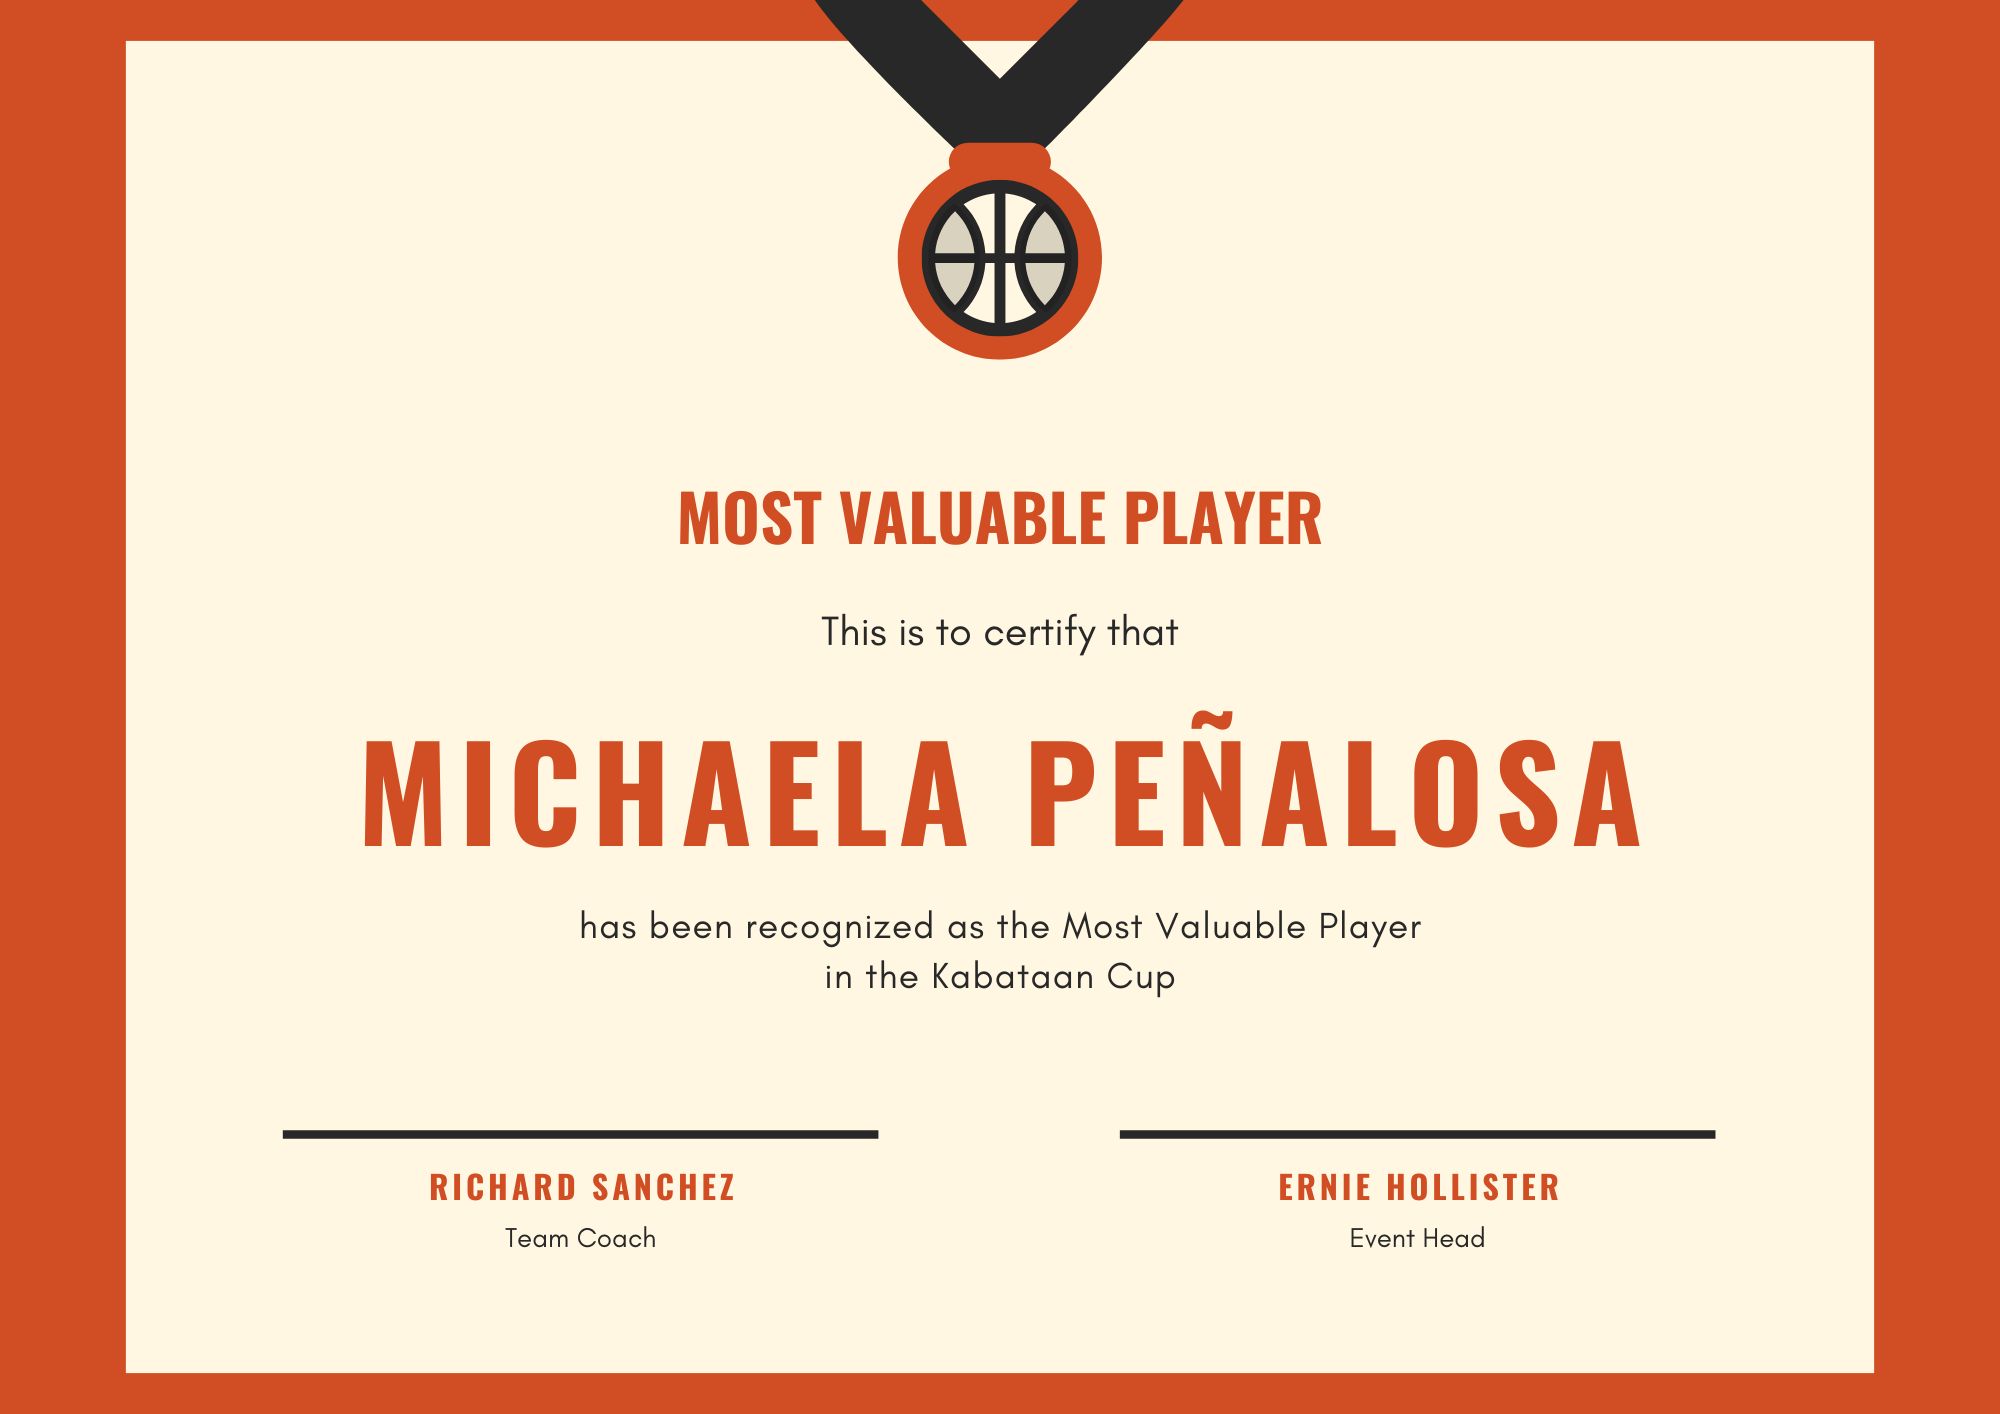 MOST VALUABLE PLAYER
This is to certify that
MICHAELA PEÑALOSA
has been recognized as the Most Valuable Player
in the Kabataan Cup
RICHARD SANCHEZ
Team Coach
ERNIE HOLLISTER
Event Head